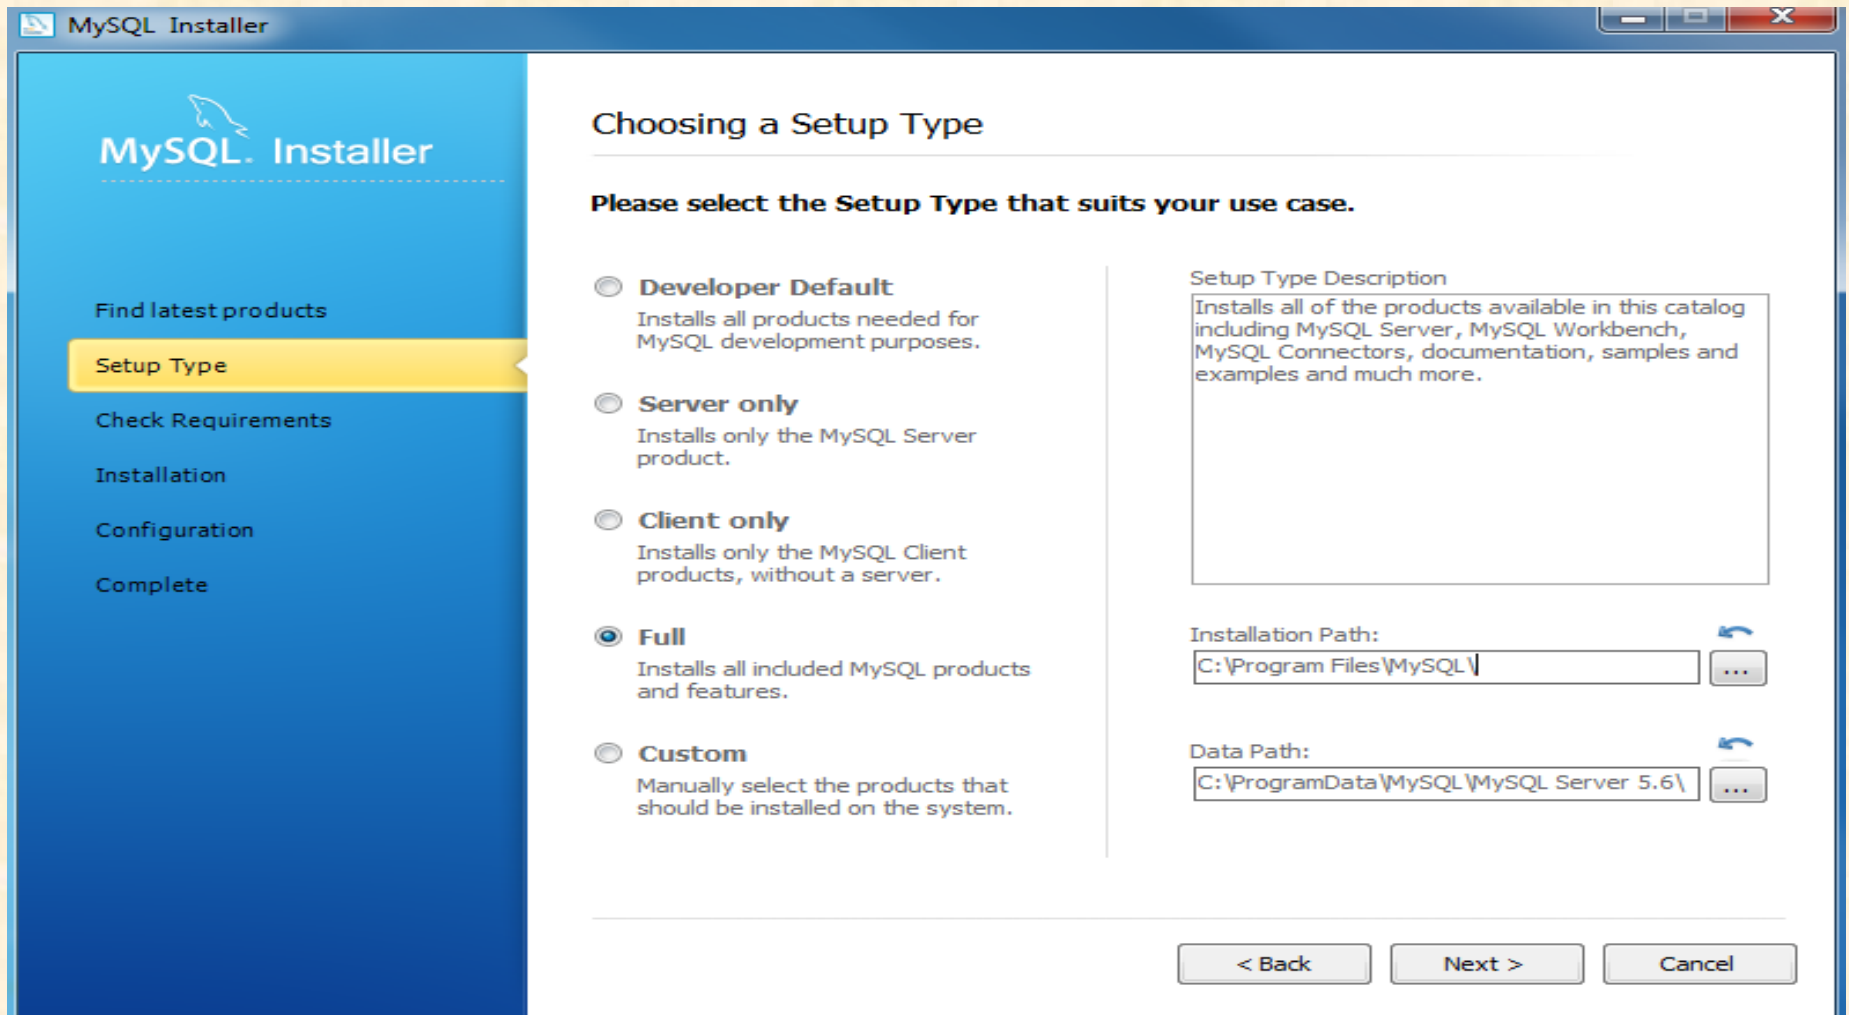 MySQL Installer
MySQL. Installer
Find latest products
Setup Type
Check Requirements
Installation
Configuration
Complete
Choosing a Setup Type
Please select the Setup Type that suits your use case.
Developer Default
Installs all products needed for
MySQL development purposes.
Server only
Installs only the MySQL Server
product.
Client only
Installs only the MySQL Client
products, without a server.
Full
Installs all included MySQL products
and features.
Custom
Manually select the products that
should be installed on the system.
Setup Type Description
Installs all of the products available in this catalog
including MySQL Server, MySQL Workbench,
MySQL Connectors, documentation, samples and
examples and much more.
Installation Path:
C:\Program Files\MySQL\
...
Data Path:
C:\ProgramData\MySQL\MySQL Server 5.6\
...
< Back
Next >
Cancel